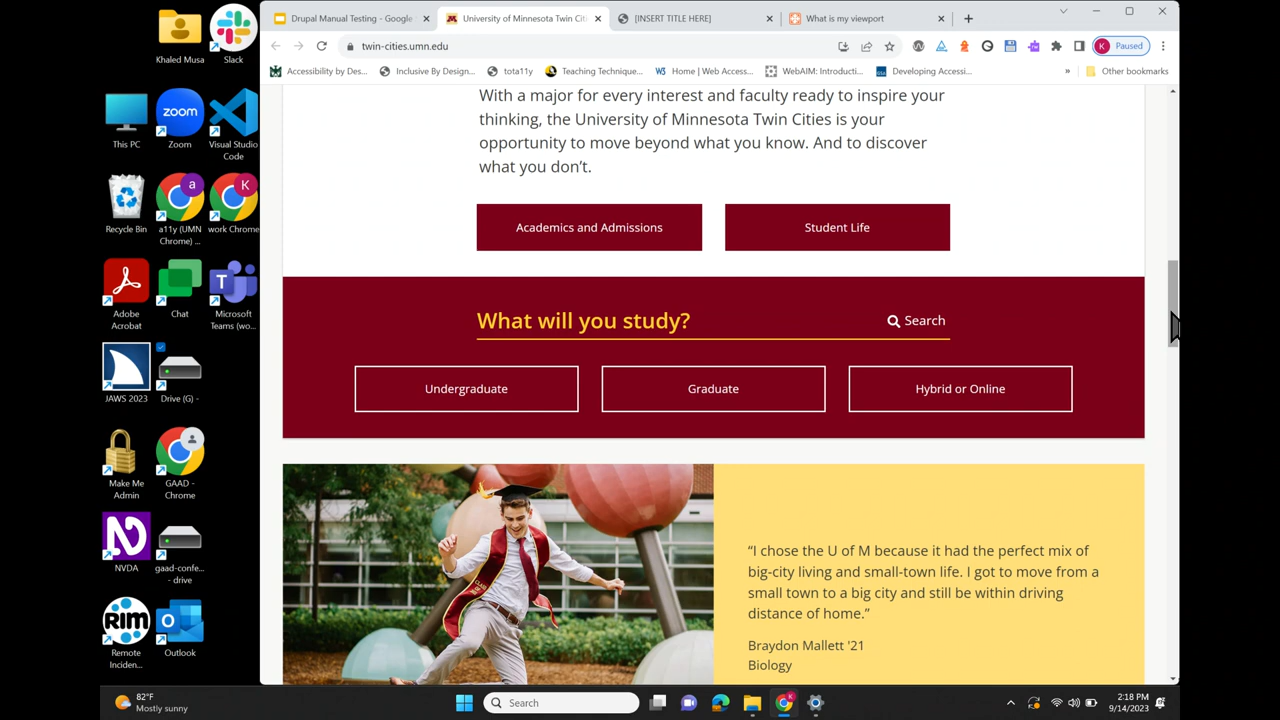 Khaled Musa
Slack
This PC
Zoom
Visual Studio
Code
Recycle Bin
a11y (UMN
Chrome) ...
work Chrome
Adobe
Acrobat
Chat
Microsoft
Teams (wo...
JAWS 2023
Drive (G) -
Make Me
Admin
GAAD -
Chrome
NVDA
gaad-confe...
- drive
Remote
Inciden...
Outlook
Drupal Manual Testing - Google
University of Minnesota Twin Citi
[INSERT TITLE HERE]
What is my viewport
twin-cities.umn.edu
Paused
Accessibility by Des...
Inclusive By Design...
tota11y
Teaching Technique...
Home | Web Access...
WebAIM: Introducti...
Developing Accessi...
»
Other bookmarks
With a major for every interest and faculty ready to inspire your
thinking, the University of Minnesota Twin Cities is your
opportunity to move beyond what you know. And to discover
what you don’t.
Academics and Admissions
Student Life
What will you study?
Search
Undergraduate
Graduate
Hybrid or Online
“I chose the U of M because it had the perfect mix of
big-city living and small-town life. I got to move from a
small town to a big city and still be within driving
distance of home.”
Braydon Mallett '21
Biology
82°F
Mostly sunny
Search
2:18 PM
9/14/2023